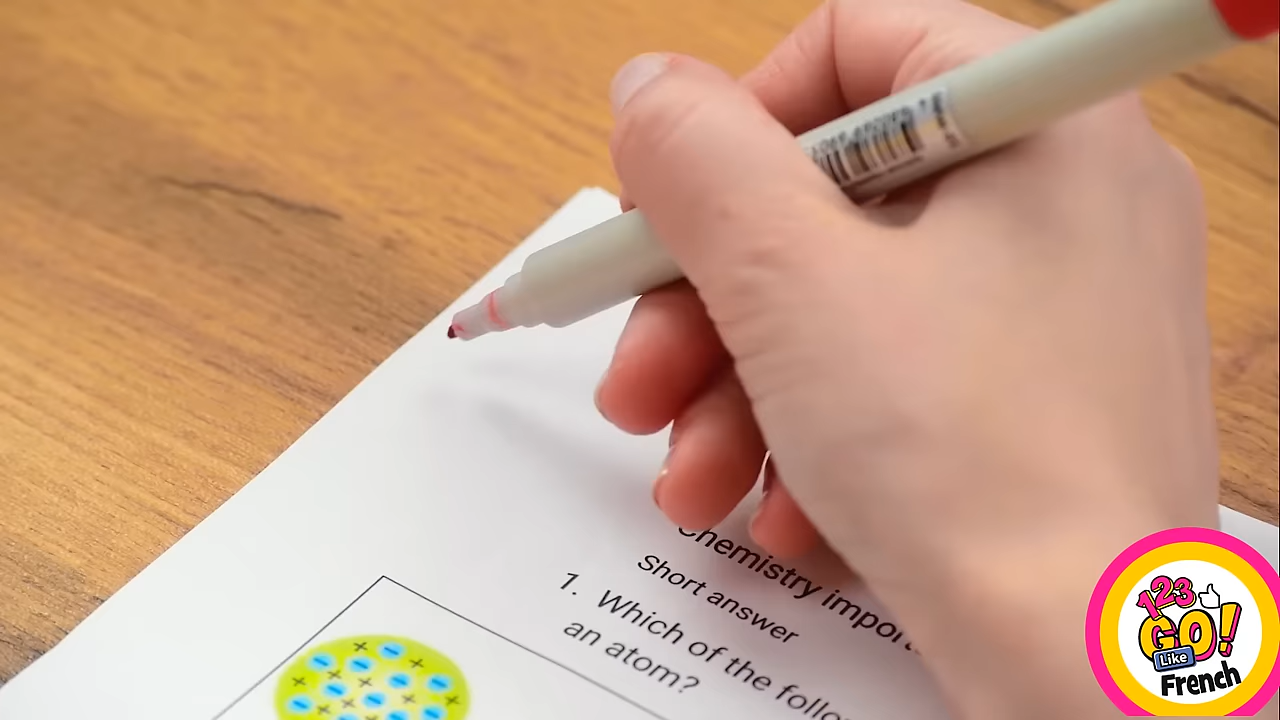 Chemistry impor
Short answer
1. Which of the follo
an atom?
123
GO!
Like
French